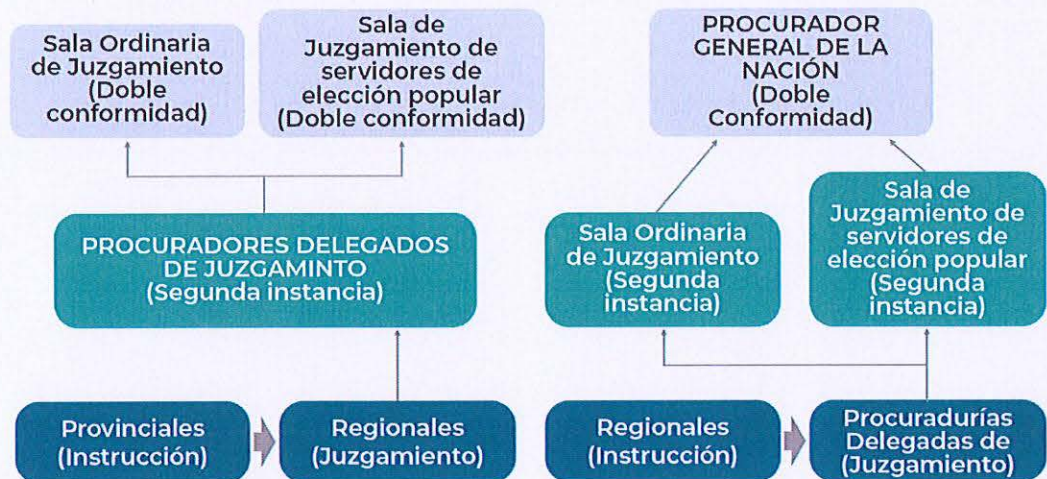 Sala Ordinaria
de Juzgamiento
(Doble
conformidad)
Sala de
Juzgamiento de
servidores de
elección popular
(Doble conformidad)
PROCURADOR
GENERAL DE LA
NACIÓN
(Doble
Conformidad)
PROCURADORES DELEGADOS
DE JUZGAMINTO
(Segunda instancia)
Sala Ordinaria
de Juzgamiento
(Segunda
instancia)
Sala de
Juzgamiento de
servidores de
elección popular
(Segunda
instancia)
Provinciales
(Instrucción)
Regionales
(Juzgamiento)
Regionales
(Instrucción)
Procuradurías
Delegadas de
(Juzgamiento)